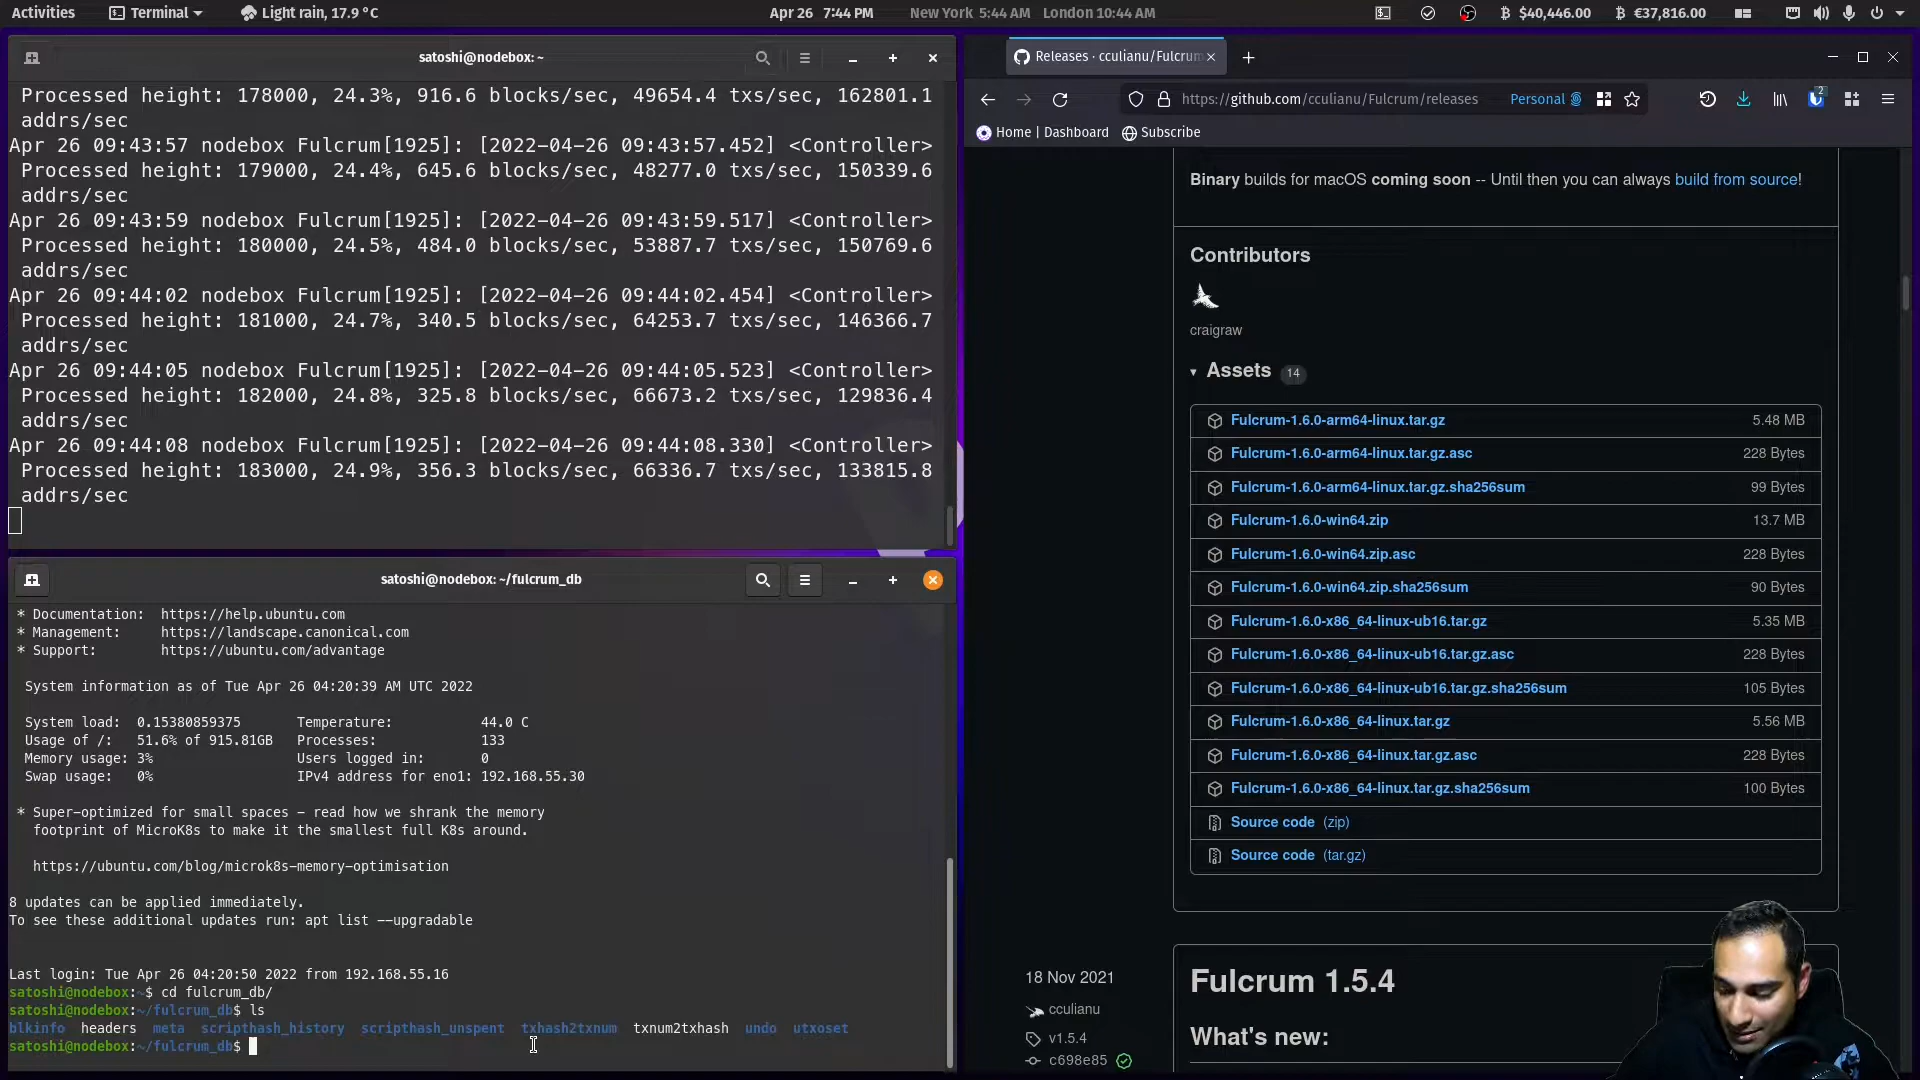 Activities
Terminal
Light rain, 17.9 °C
Apr 26 7:44 PM
New York 5:44 AM London 10:44 AM
₿ $40,446.00
₿ €37,816.00
satoshi@nodebox: ~
Processed height: 178000, 24.3%, 916.6 blocks/sec, 49654.4 txs/sec, 162801.1
addrs/sec
Apr 26 09:43:57 nodebox Fulcrum[1925]: [2022-04-26 09:43:57.452] <Controller>
Processed height: 179000, 24.4%, 645.6 blocks/sec, 48277.0 txs/sec, 150339.6
addrs/sec
Apr 26 09:43:59 nodebox Fulcrum[1925]: [2022-04-26 09:43:59.517] <Controller>
Processed height: 180000, 24.5%, 484.0 blocks/sec, 53887.7 txs/sec, 150769.6
addrs/sec
Apr 26 09:44:02 nodebox Fulcrum[1925]: [2022-04-26 09:44:02.454] <Controller>
Processed height: 181000, 24.7%, 340.5 blocks/sec, 64253.7 txs/sec, 146366.7
addrs/sec
Apr 26 09:44:05 nodebox Fulcrum[1925]: [2022-04-26 09:44:05.523] <Controller>
Processed height: 182000, 24.8%, 325.8 blocks/sec, 66673.2 txs/sec, 129836.4
addrs/sec
Apr 26 09:44:08 nodebox Fulcrum[1925]: [2022-04-26 09:44:08.330] <Controller>
Processed height: 183000, 24.9%, 356.3 blocks/sec, 66336.7 txs/sec, 133815.8
addrs/sec
satoshi@nodebox: ~/fulcrum_db
* Documentation: https://help.ubuntu.com
* Management: https://landscape.canonical.com
* Support: https://ubuntu.com/advantage
System information as of Tue Apr 26 04:20:39 AM UTC 2022
System load: 0.15380859375 Temperature: 44.0 C
Usage of /: 51.6% of 915.81GB Processes: 133
Memory usage: 3% Users logged in: 0
Swap usage: 0% IPv4 address for eno1: 192.168.55.30
* Super-optimized for small spaces - read how we shrank the memory
footprint of MicroK8s to make it the smallest full K8s around.
https://ubuntu.com/blog/microk8s-memory-optimisation
8 updates can be applied immediately.
To see these additional updates run: apt list --upgradable
Last login: Tue Apr 26 04:20:50 2022 from 192.168.55.16
satoshi@nodebox:~$ cd fulcrum_db/
satoshi@nodebox:~/fulcrum_db$ ls
blkinfo headers meta scripthash_history scripthash_unspent txhash2txnum txnum2txhash undo utxoset
satoshi@nodebox:~/fulcrum_db$
Releases · cculianu/Fulcrum
https://github.com/cculianu/Fulcrum/releases
Personal
2
Home | Dashboard
Subscribe
Binary builds for macOS coming soon -- Until then you can always build from source!
Contributors
craigraw
Assets 14
Fulcrum-1.6.0-arm64-linux.tar.gz 5.48 MB
Fulcrum-1.6.0-arm64-linux.tar.gz.asc 228 Bytes
Fulcrum-1.6.0-arm64-linux.tar.gz.sha256sum 99 Bytes
Fulcrum-1.6.0-win64.zip 13.7 MB
Fulcrum-1.6.0-win64.zip.asc 228 Bytes
Fulcrum-1.6.0-win64.zip.sha256sum 90 Bytes
Fulcrum-1.6.0-x86_64-linux-ub16.tar.gz 5.35 MB
Fulcrum-1.6.0-x86_64-linux-ub16.tar.gz.asc 228 Bytes
Fulcrum-1.6.0-x86_64-linux-ub16.tar.gz.sha256sum 105 Bytes
Fulcrum-1.6.0-x86_64-linux.tar.gz 5.56 MB
Fulcrum-1.6.0-x86_64-linux.tar.gz.asc 228 Bytes
Fulcrum-1.6.0-x86_64-linux.tar.gz.sha256sum 100 Bytes
Source code (zip)
Source code (tar.gz)
18 Nov 2021
cculianu
v1.5.4
c698e85
Fulcrum 1.5.4
What's new: